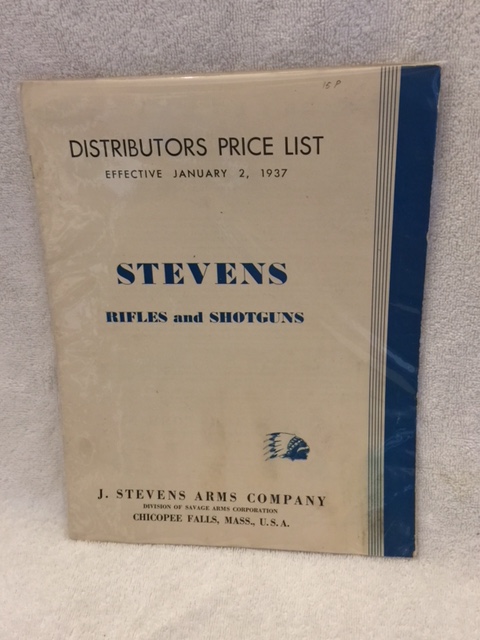 15 P
DISTRIBUTORS PRICE LIST
EFFECTIVE JANUARY 2, 1937
STEVENS
RIFLES and SHOTGUNS
J. STEVENS ARMS COMPANY
DIVISION OF SAVAGE ARMS CORPORATION
CHICOPEE FALLS, MASS., U.S.A.